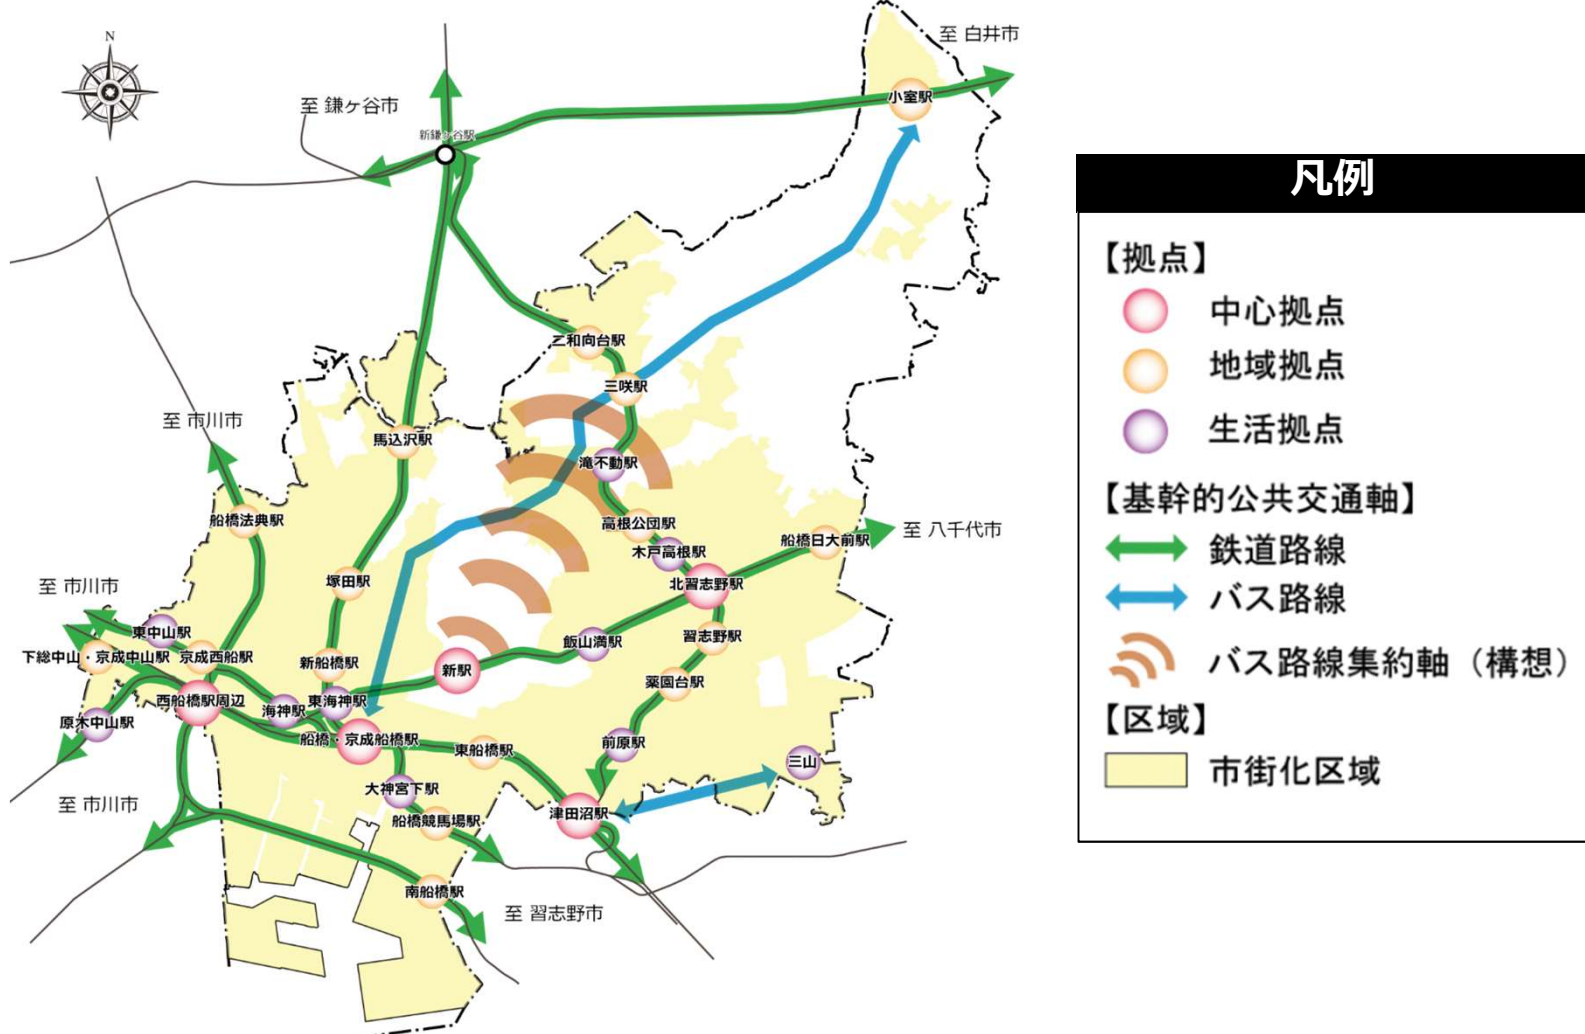 N
至 白井市
小室駅
至 鎌ヶ谷市
新鎌ヶ谷駅
二和向台駅
三咲駅
至 市川市
馬込沢駅
滝不動駅
船橋法典駅
高根公団駅
木戸高根駅
船橋日大前駅
至 八千代市
北習志野駅
至 市川市
塚田駅
東中山駅
飯山満駅
習志野駅
下総中山・京成中山駅
京成西船駅
新船橋駅
新駅
薬園台駅
西船橋駅周辺
海神駅
東海神駅
原木中山駅
船橋・京成船橋駅
東船橋駅
前原駅
三山
大神宮下駅
至 市川市
船橋競馬場駅
津田沼駅
南船橋駅
至 習志野市
凡例
【拠点】
中心拠点
地域拠点
生活拠点
【基幹的公共交通軸】
鉄道路線
バス路線
バス路線集約軸（構想）
【区域】
市街化区域